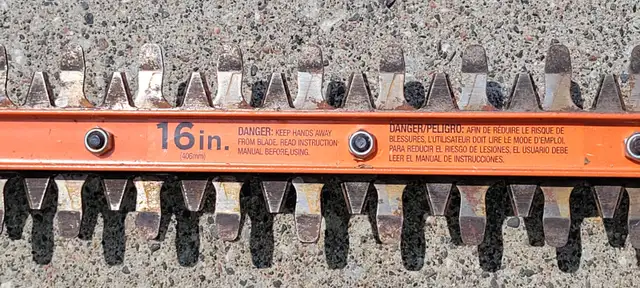 16in.
(406mm)
DANGER: KEEP HANDS AWAY
FROM BLADE. READ INSTRUCTION
MANUAL BEFORE USING.
DANGER/PELIGRO: AFIN DE RÉDUIRE LE RISQUE DE
BLESSURES, L'UTILISATEUR DOIT LIRE LE MODE D'EMPLOI
PARA REDUCIR EL RIESGO DE LESIONES, EL USUARIO DEBE
LEER EL MANUAL DE INSTRUCCIONES.